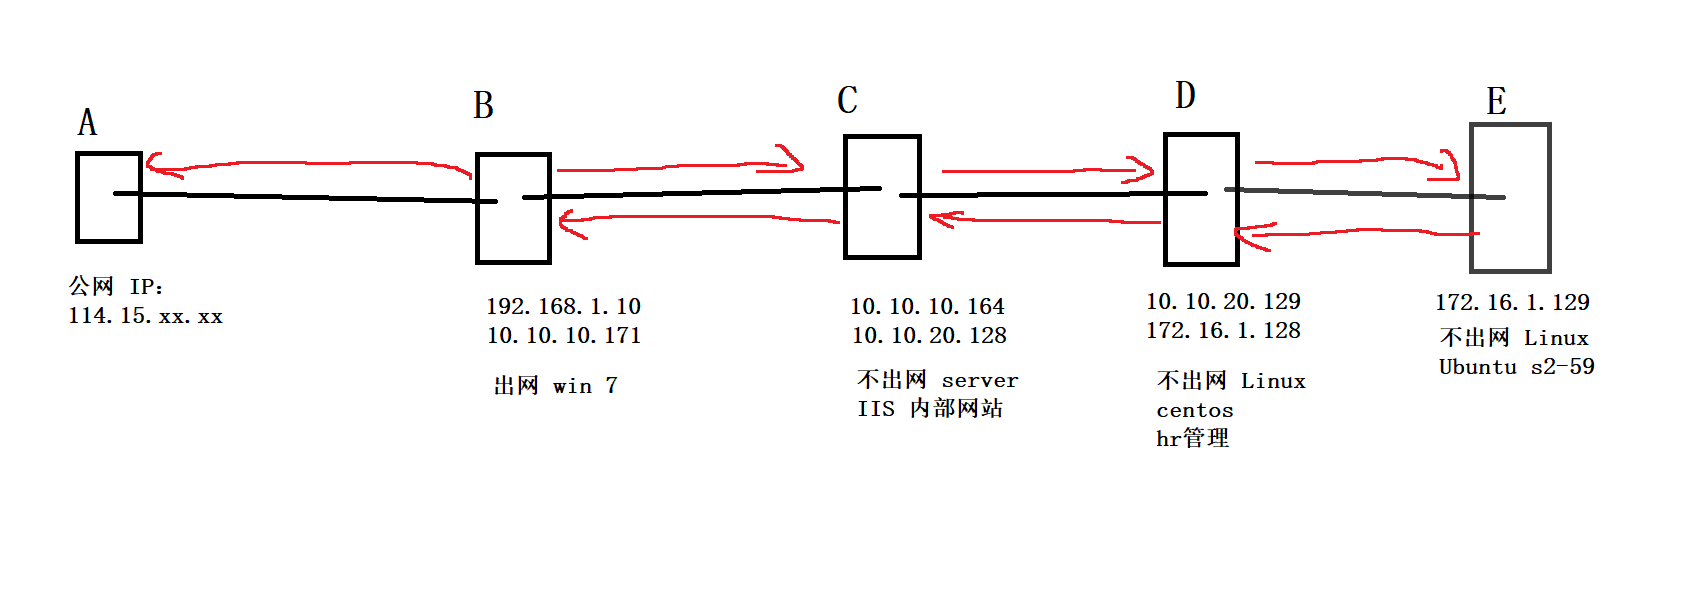 A
B
C
D
E
公网 IP:
114.15.xx.xx
192.168.1.10
10.10.10.171
出网 win 7
10.10.10.164
10.10.20.128
不出网 server
IIS 内部网站
10.10.20.129
172.16.1.128
不出网 Linux
centos
hr管理
172.16.1.129
不出网 Linux
Ubuntu s2-59